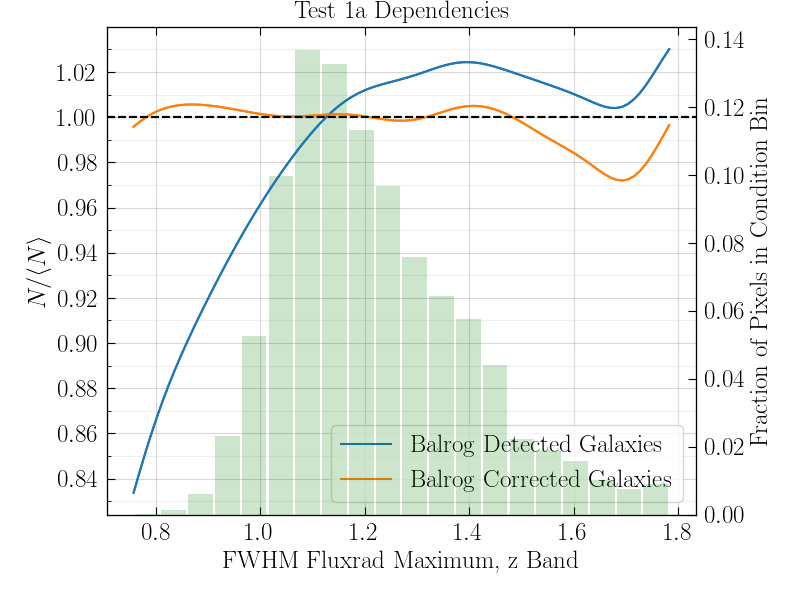 Test 1a Dependencies
N/⟨N⟩
1.02
1.00
0.98
0.96
0.94
0.92
0.90
0.88
0.86
0.84
0.14
0.12
0.10
0.08
0.06
0.04
0.02
0.00
Fraction of Pixels in Condition Bin
Balrog Detected Galaxies
Balrog Corrected Galaxies
0.8 1.0 1.2 1.4 1.6 1.8
FWHM Fluxrad Maximum, z Band